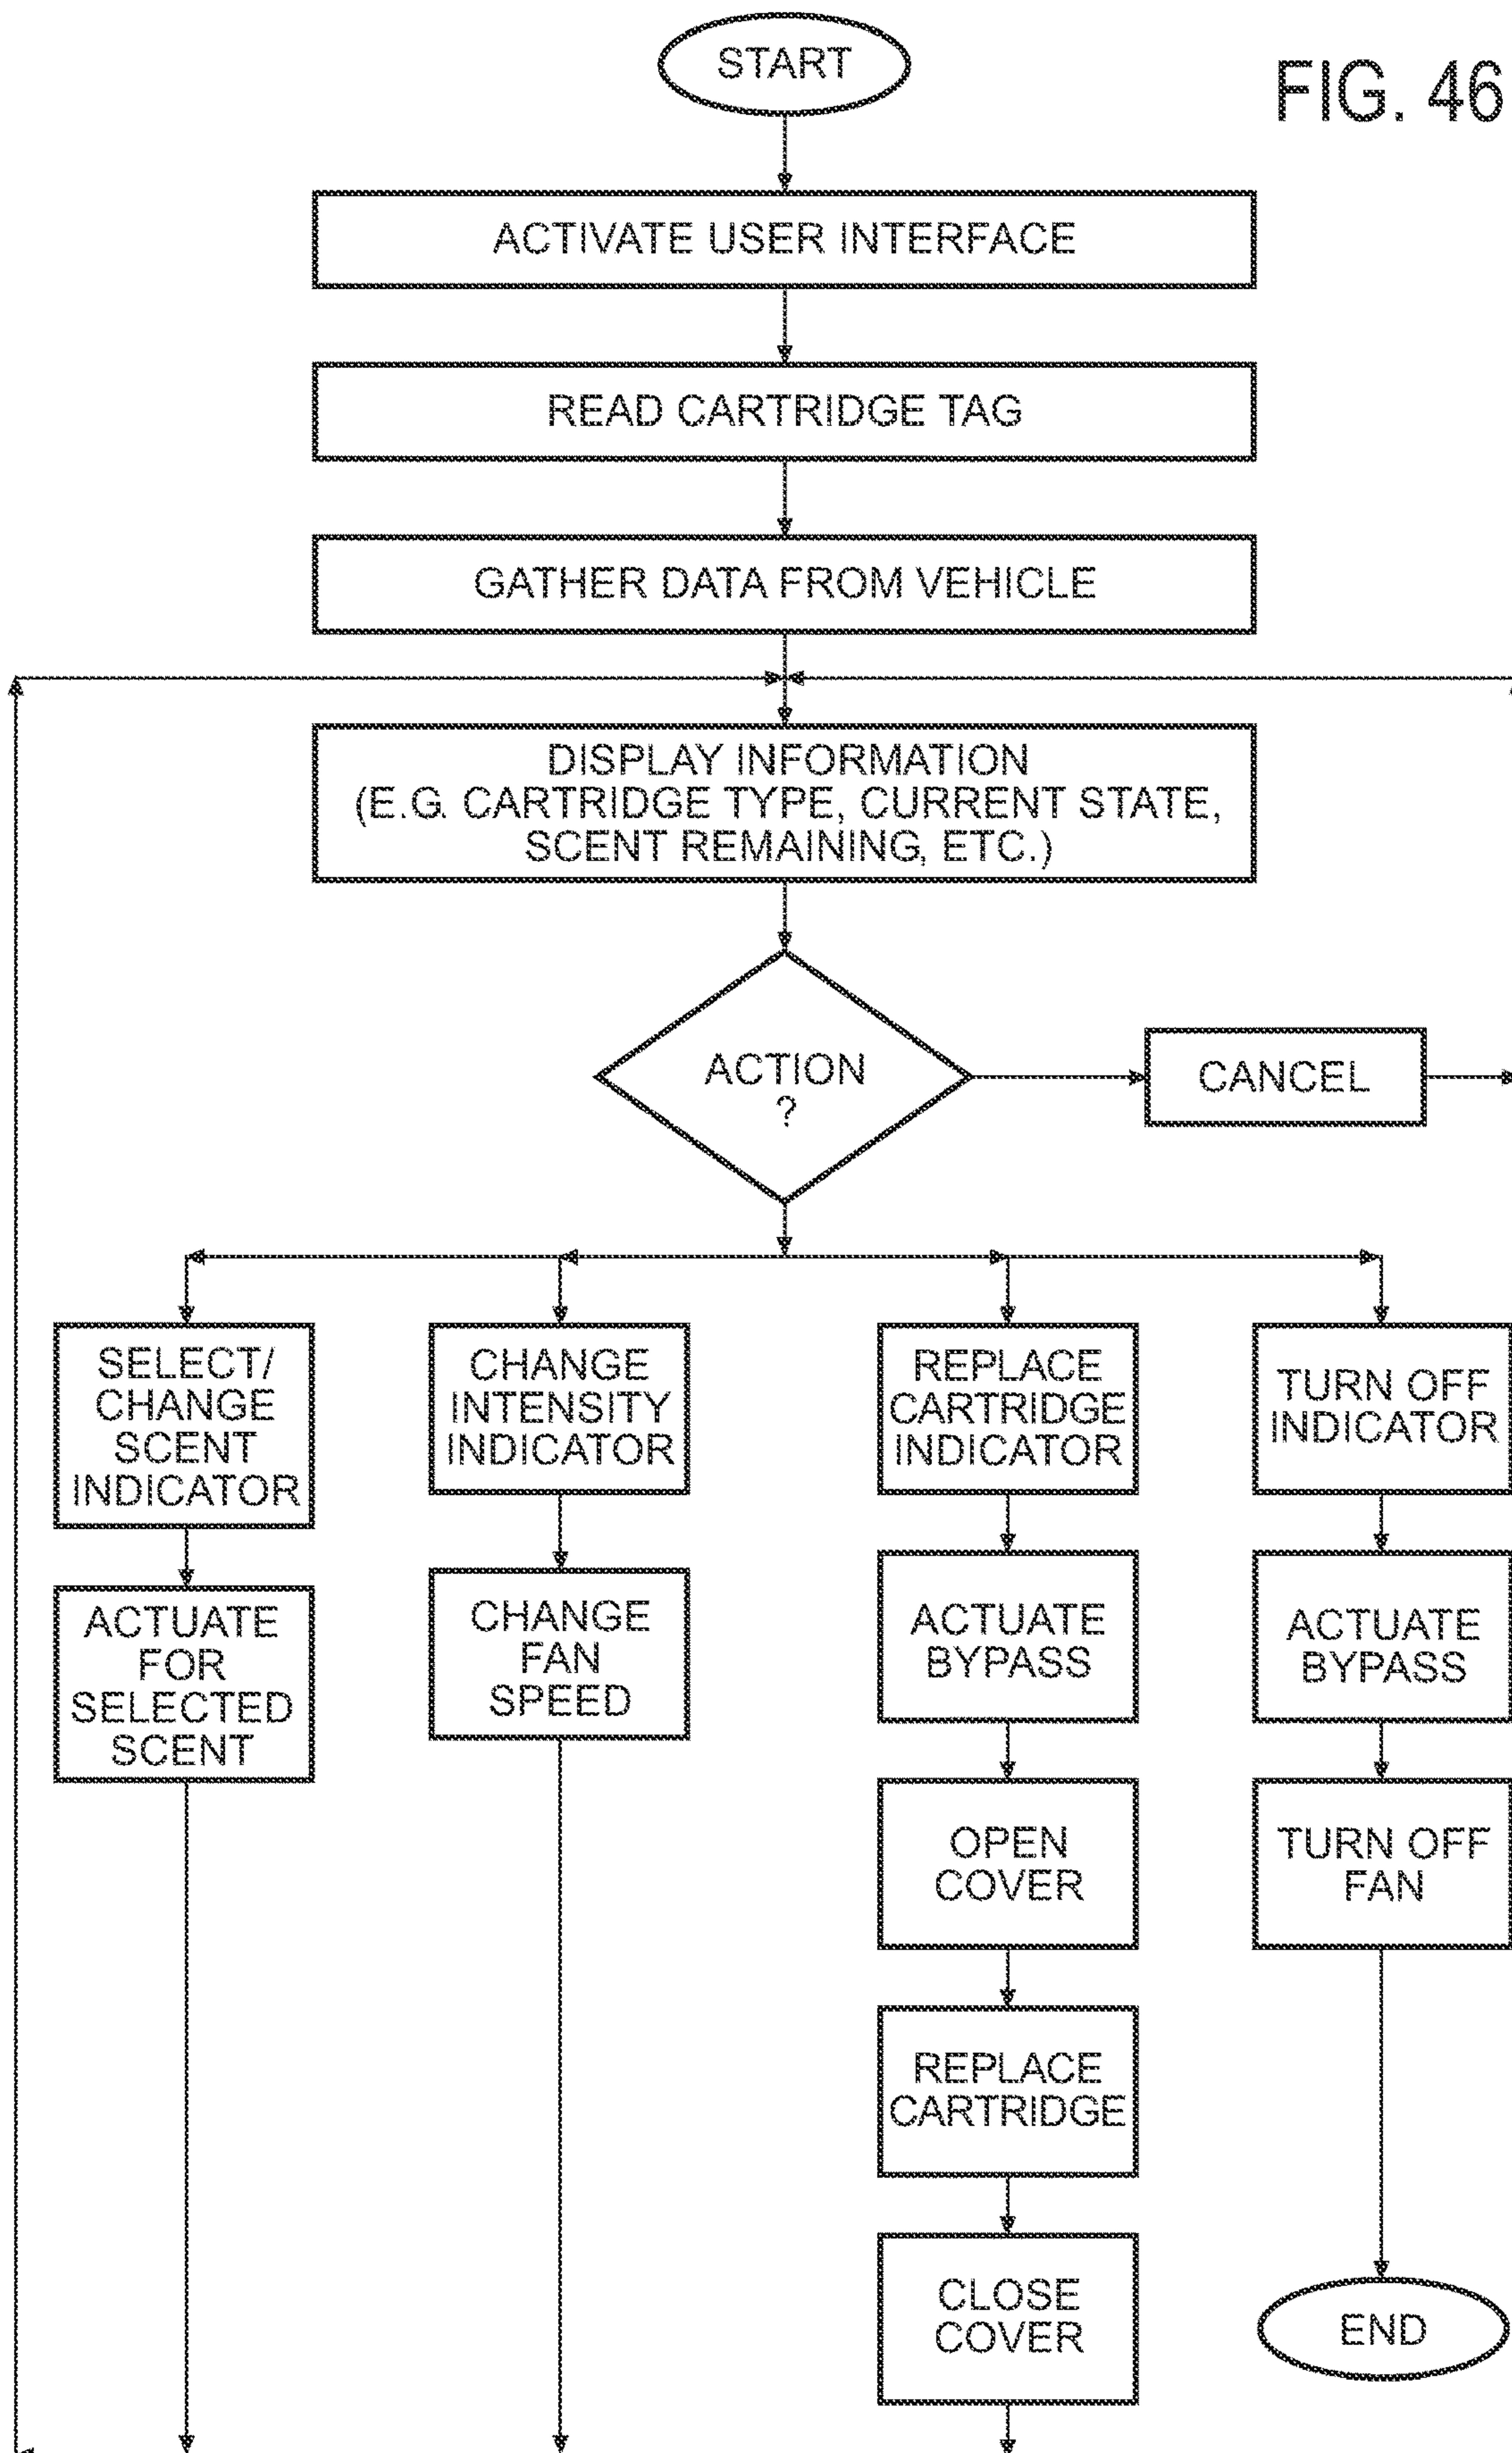 START
FIG. 46
ACTIVATE USER INTERFACE
READ CARTRIDGE TAG
GATHER DATA FROM VEHICLE
DISPLAY INFORMATION
(E.G. CARTRIDGE TYPE, CURRENT STATE,
SCENT REMAINING, ETC.)
ACTION
?
CANCEL
SELECT/
CHANGE
SCENT
INDICATOR
ACTUATE
FOR
SELECTED
SCENT
CHANGE
INTENSITY
INDICATOR
CHANGE
FAN
SPEED
REPLACE
CARTRIDGE
INDICATOR
ACTUATE
BYPASS
OPEN
COVER
REPLACE
CARTRIDGE
CLOSE
COVER
TURN OFF
INDICATOR
ACTUATE
BYPASS
TURN OFF
FAN
END